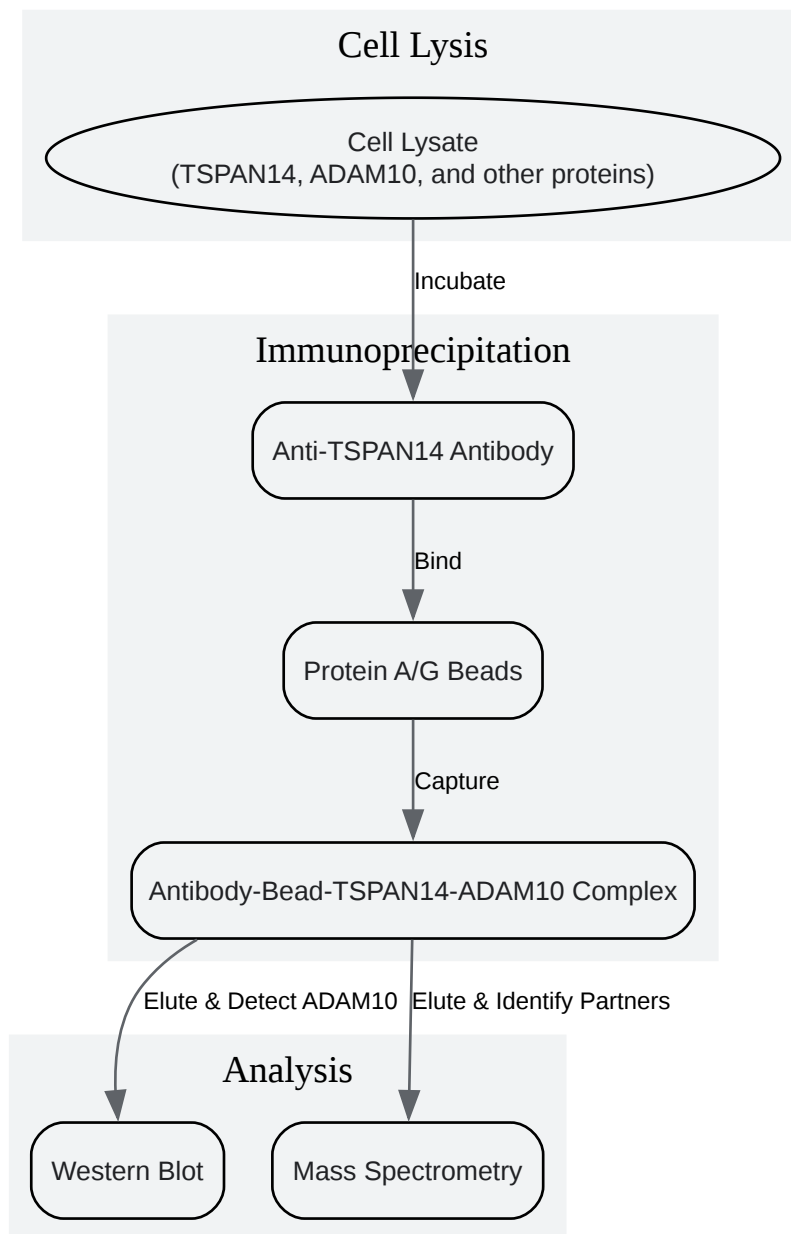 Cell Lysis
Cell Lysate
(TSPAN14, ADAM10, and other proteins)
Incubate
Immunoprecipitation
Anti-TSPAN14 Antibody
Bind
Protein A/G Beads
Capture
Antibody-Bead-TSPAN14-ADAM10 Complex
Elute & Detect ADAM10
Elute & Identify Partners
Analysis
Western Blot
Mass Spectrometry